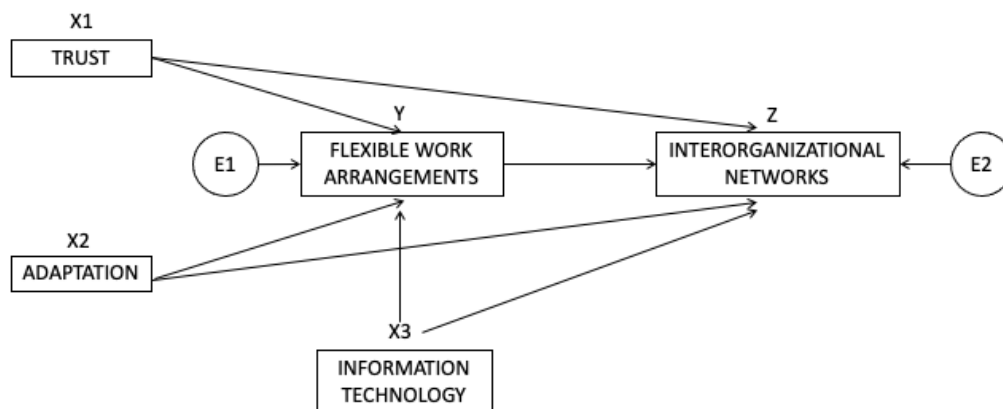 X1
TRUST
Y
Z
E1
FLEXIBLE WORK
ARRANGEMENTS
INTERORGANIZATIONAL
NETWORKS
E2
X2
ADAPTATION
X3
INFORMATION
TECHNOLOGY